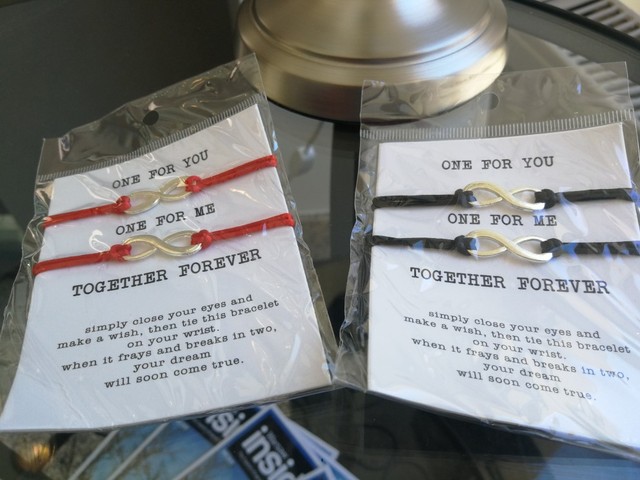 ONE FOR YOU
ONE FOR ME
TOGETHER FOREVER
simply close your eyes and
make a wish, then tie this bracelet
on your wrist.
when it frays and breaks in two,
your dream
will soon come true.
ONE FOR YOU
ONE FOR ME
TOGETHER FOREVER
simply close your eyes and
make a wish, then tie this bracelet
on your wrist.
when it frays and breaks in two,
your dream
will soon come true.